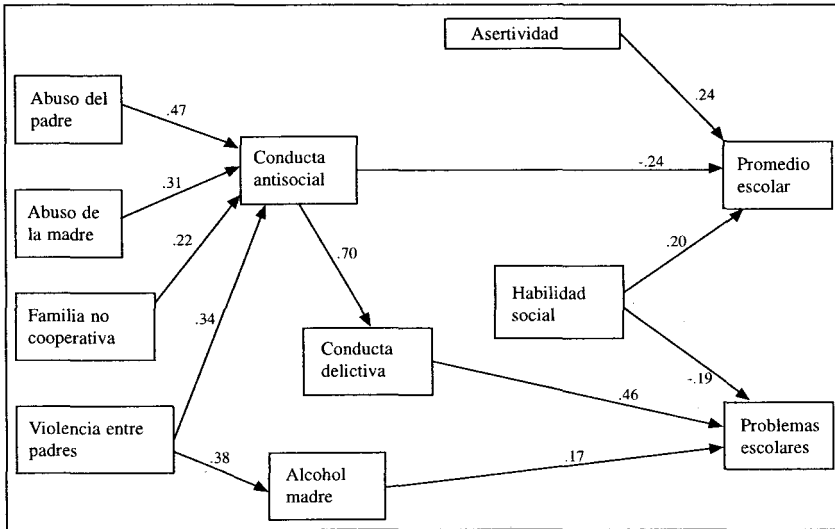 Asertividad
.24
Abuso del
padre
.47
Conducta
antisocial
-.24
Promedio
escolar
.31
Abuso de
la madre
.22
.70
.20
Habilidad
social
Familia no
cooperativa
.34
Conducta
delictiva
-.19
.46
Violencia entre
padres
Problemas
escolares
.38
Alcohol
madre
.17